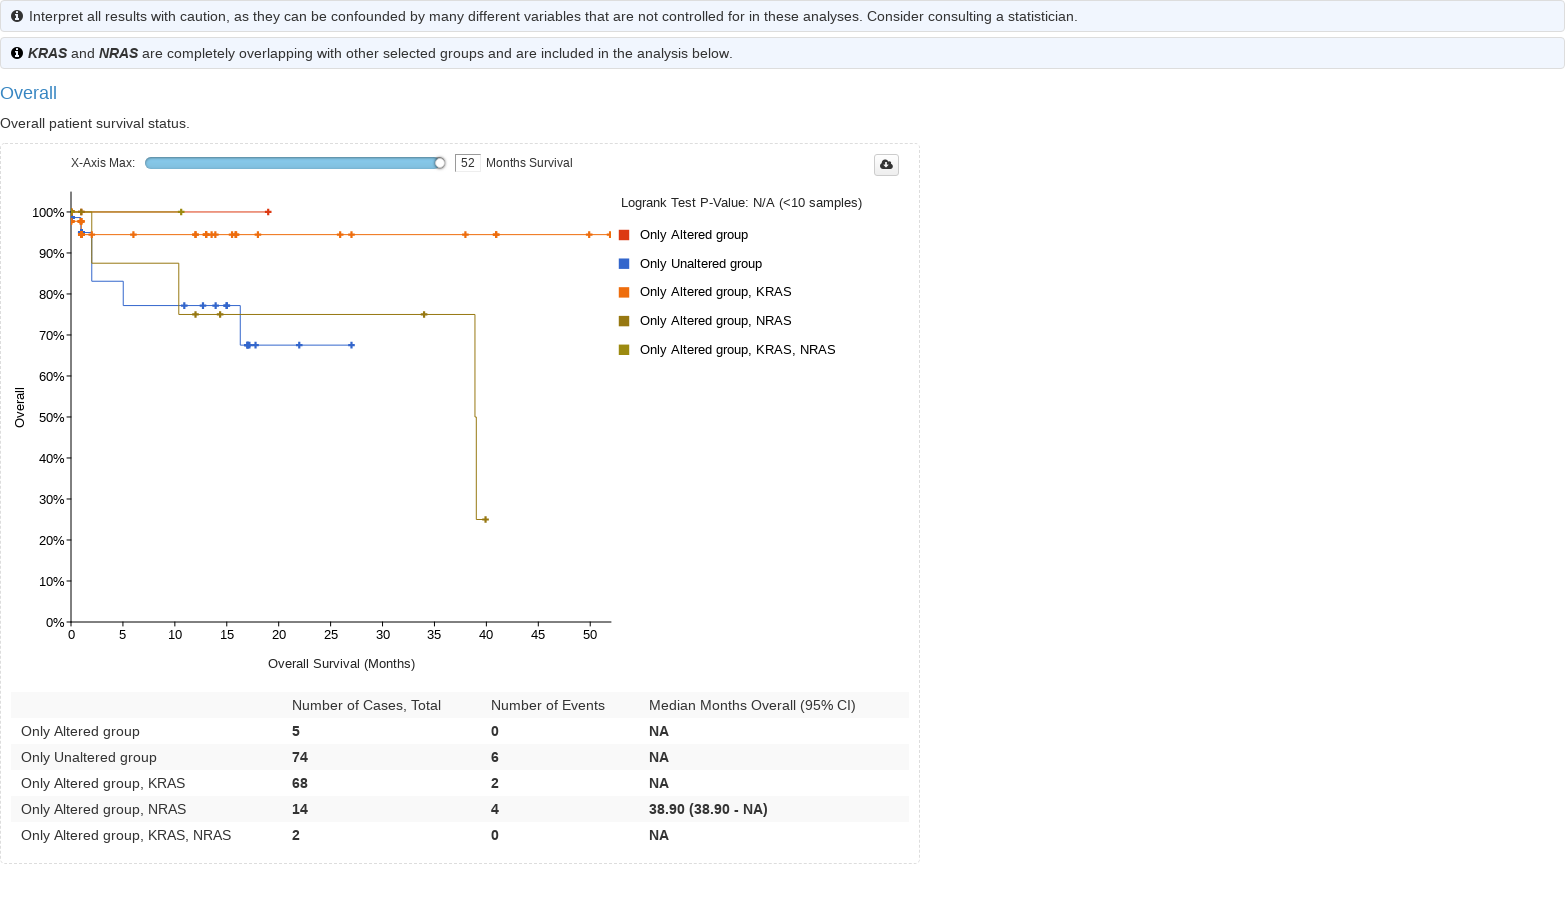 Interpret all results with caution, as they can be confounded by many different variables that are not controlled for in these analyses. Consider consulting a statistician.
KRAS and NRAS are completely overlapping with other selected groups and are included in the analysis below.
Overall
Overall patient survival status.
X-Axis Max: 52 Months Survival
Logrank Test P-Value: N/A (<10 samples)
Only Altered group
Only Unaltered group
Only Altered group, KRAS
Only Altered group, NRAS
Only Altered group, KRAS, NRAS
100%
90%
80%
70%
60%
50%
40%
30%
20%
10%
0%
Overall
0 5 10 15 20 25 30 35 40 45 50
Overall Survival (Months)
Number of Cases, Total Number of Events Median Months Overall (95% CI)
Only Altered group 5 0 NA
Only Unaltered group 74 6 NA
Only Altered group, KRAS 68 2 NA
Only Altered group, NRAS 14 4 38.90 (38.90 - NA)
Only Altered group, KRAS, NRAS 2 0 NA